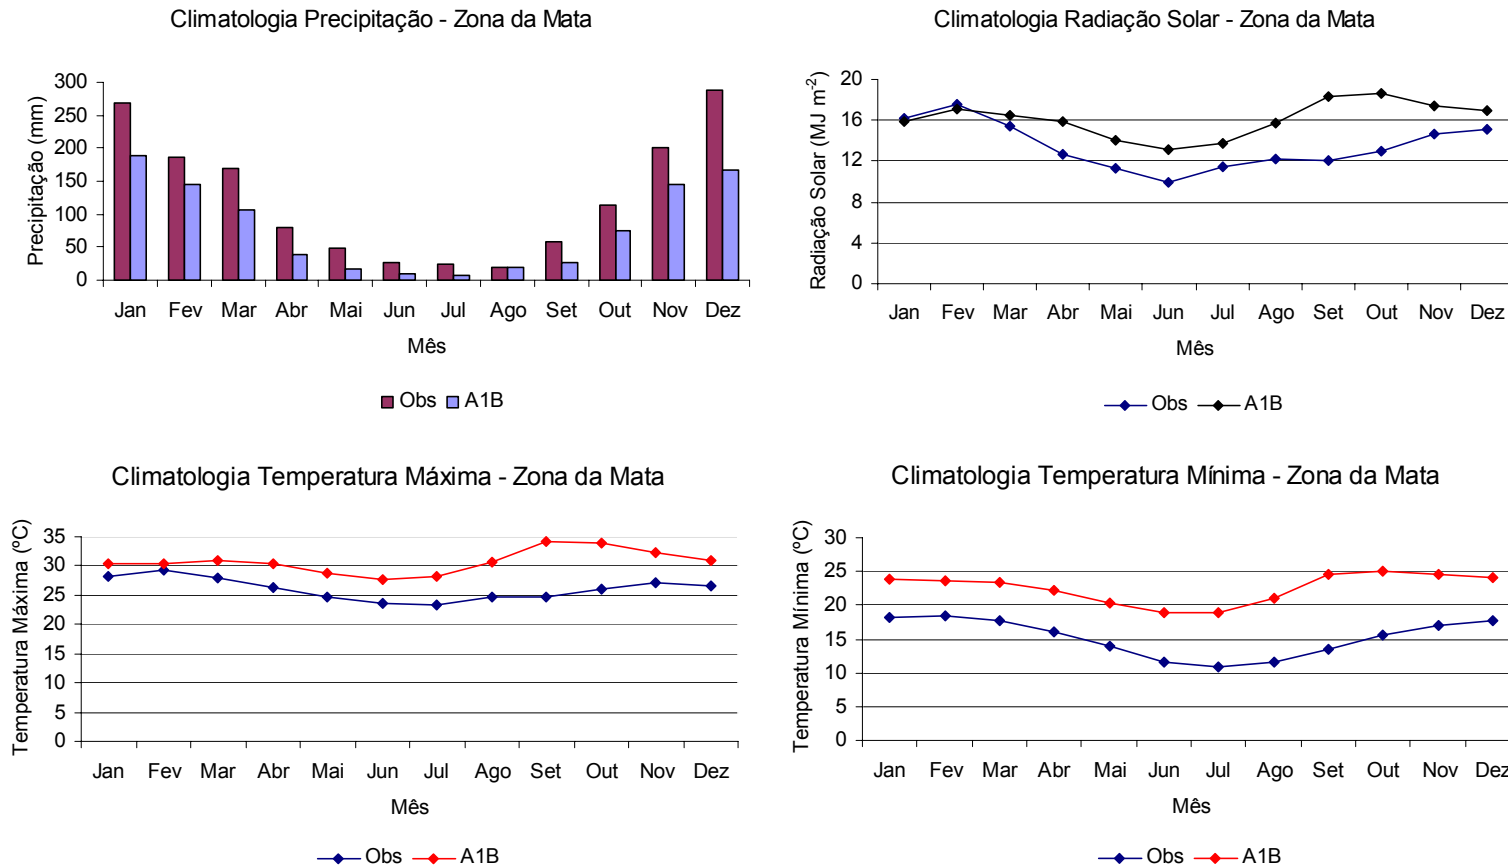 Climatologia Precipitação - Zona da Mata
Precipitação (mm)
300
250
200
150
100
50
0
Jan Fev Mar Abr Mai Jun Jul Ago Set Out Nov Dez
Mês
Obs A1B
Climatologia Radiação Solar - Zona da Mata
Radiação Solar (MJ m-2)
20
16
12
8
4
0
Jan Fev Mar Abr Mai Jun Jul Ago Set Out Nov Dez
Mês
Obs A1B
Climatologia Temperatura Máxima - Zona da Mata
Temperatura Máxima (ºC)
35
30
25
20
15
10
5
0
Jan Fev Mar Abr Mai Jun Jul Ago Set Out Nov Dez
Mês
Obs A1B
Climatologia Temperatura Mínima - Zona da Mata
Temperatura Mínima (ºC)
30
25
20
15
10
5
0
Jan Fev Mar Abr Mai Jun Jul Ago Set Out Nov Dez
Mês
Obs A1B